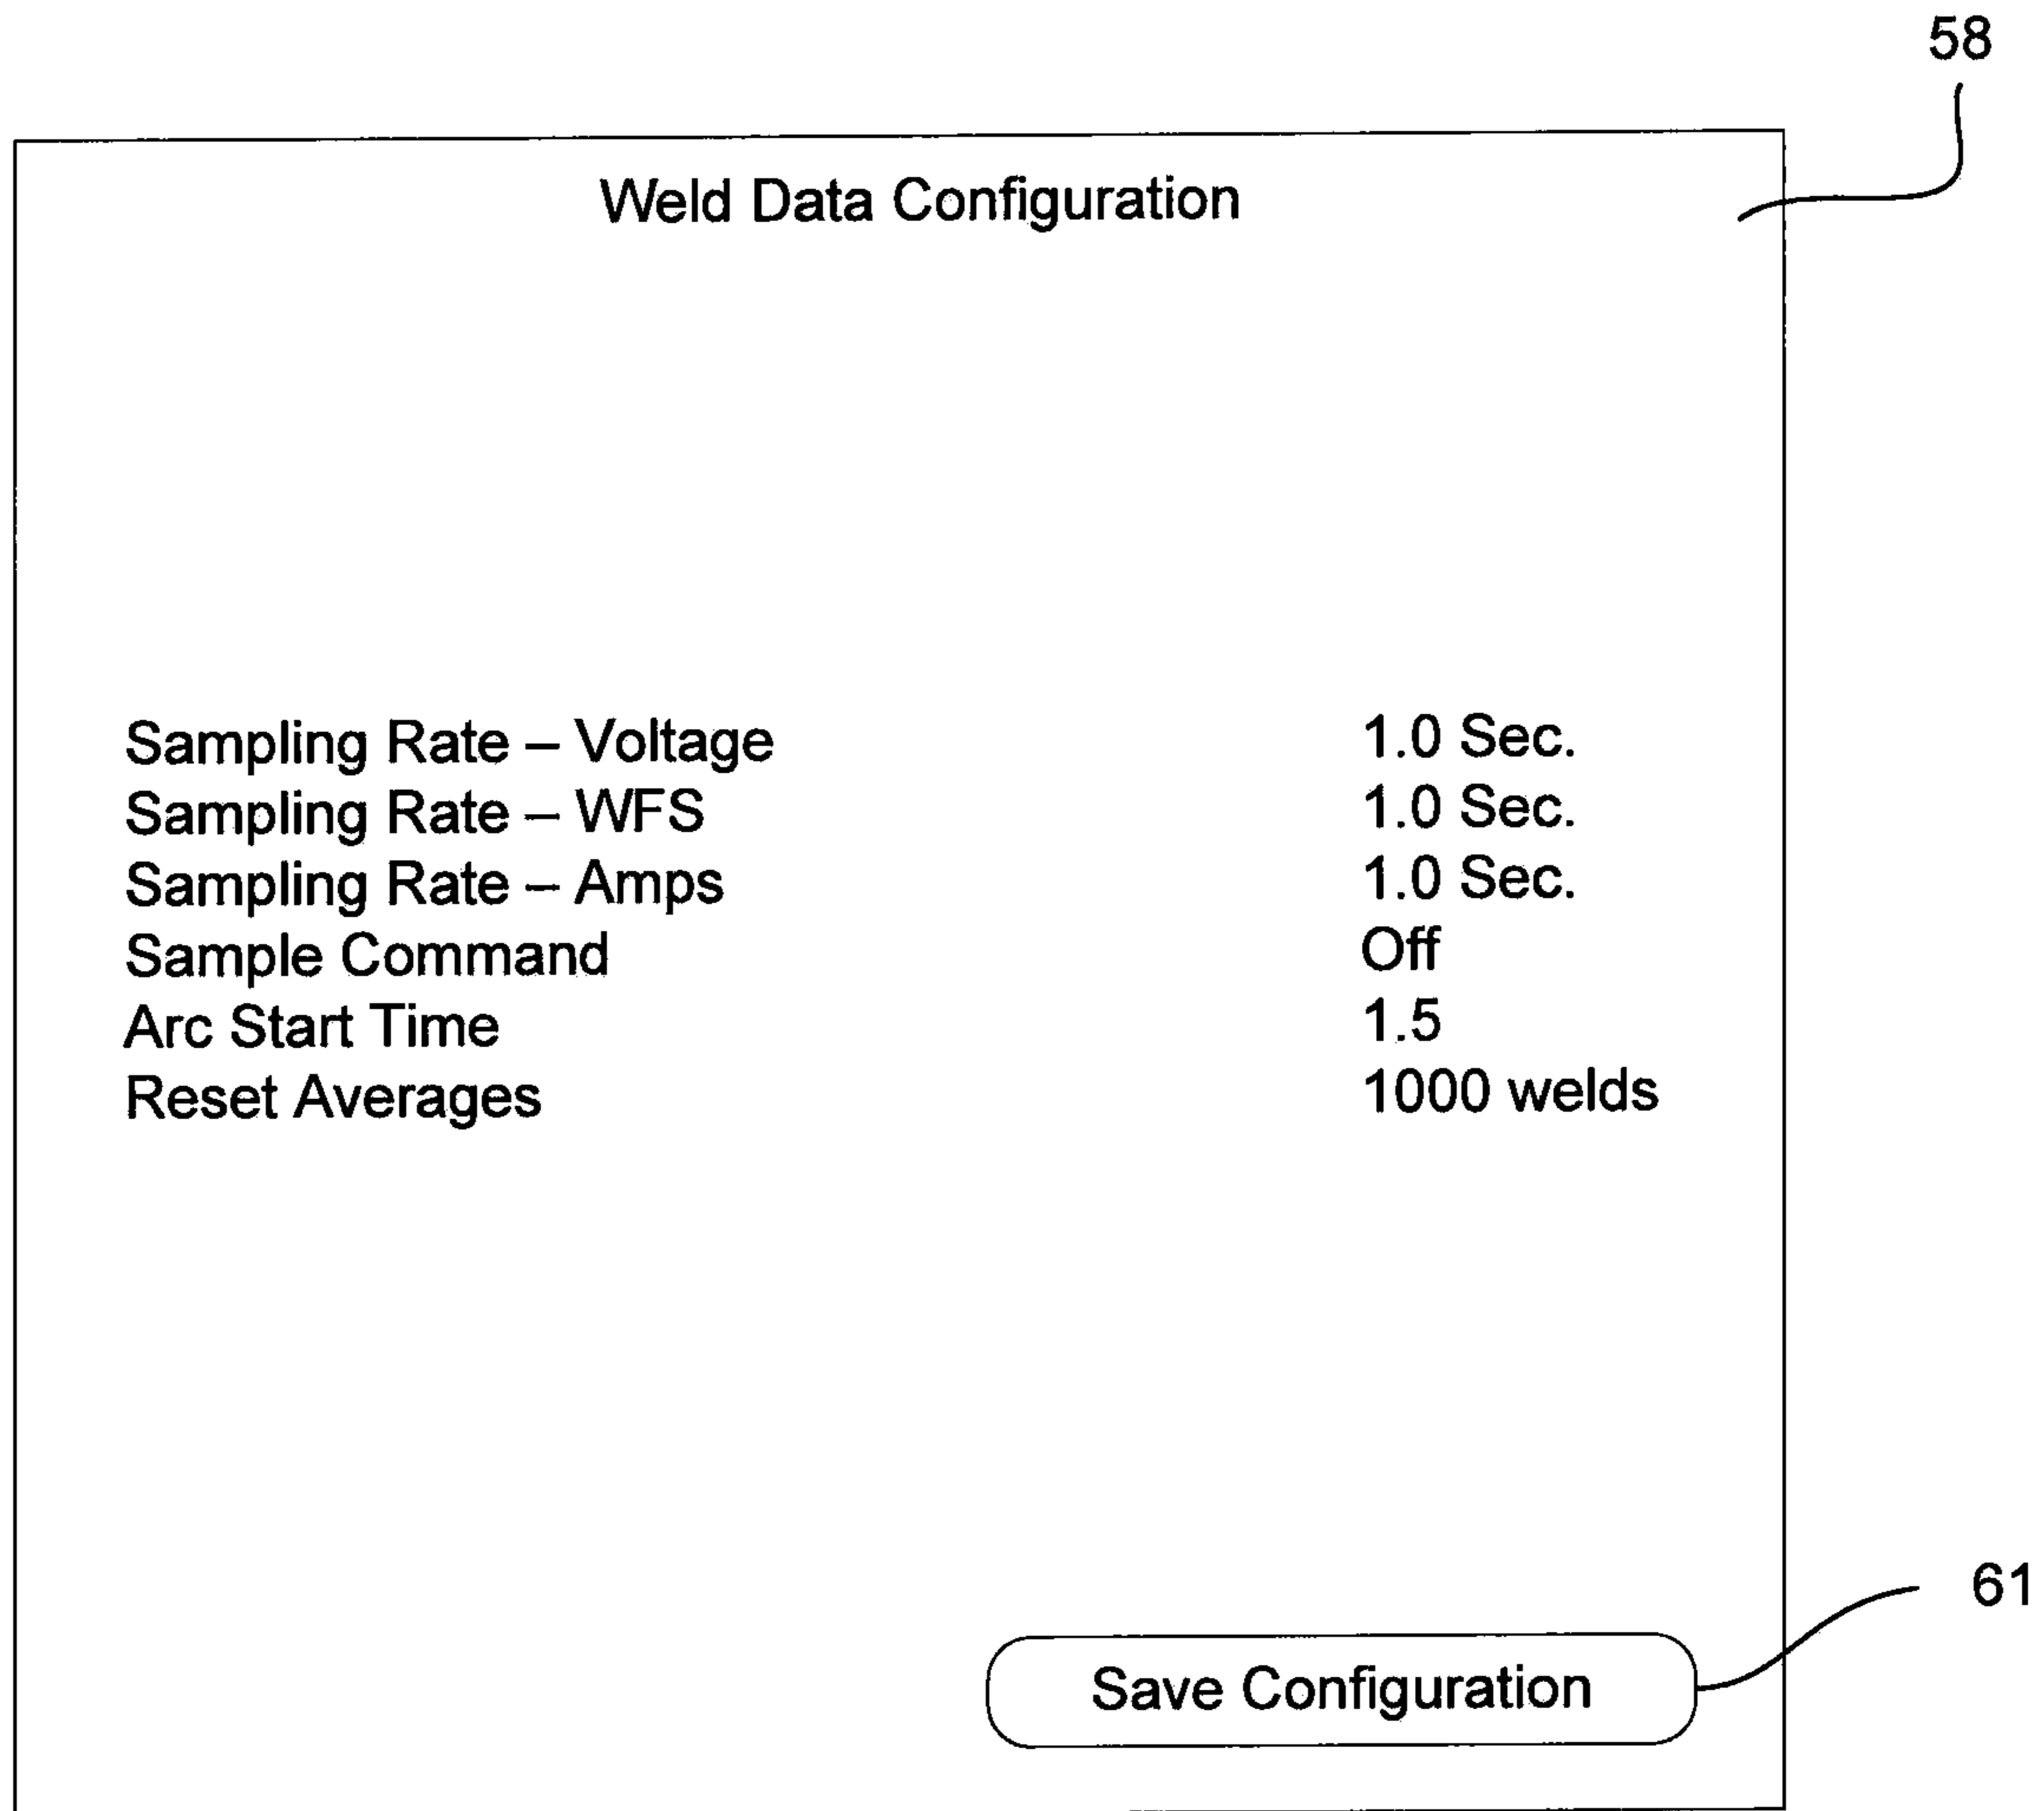 58
Weld Data Configuration
Sampling Rate – Voltage 1.0 Sec.
Sampling Rate – WFS 1.0 Sec.
Sampling Rate – Amps 1.0 Sec.
Sample Command Off
Arc Start Time 1.5
Reset Averages 1000 welds
61
Save Configuration